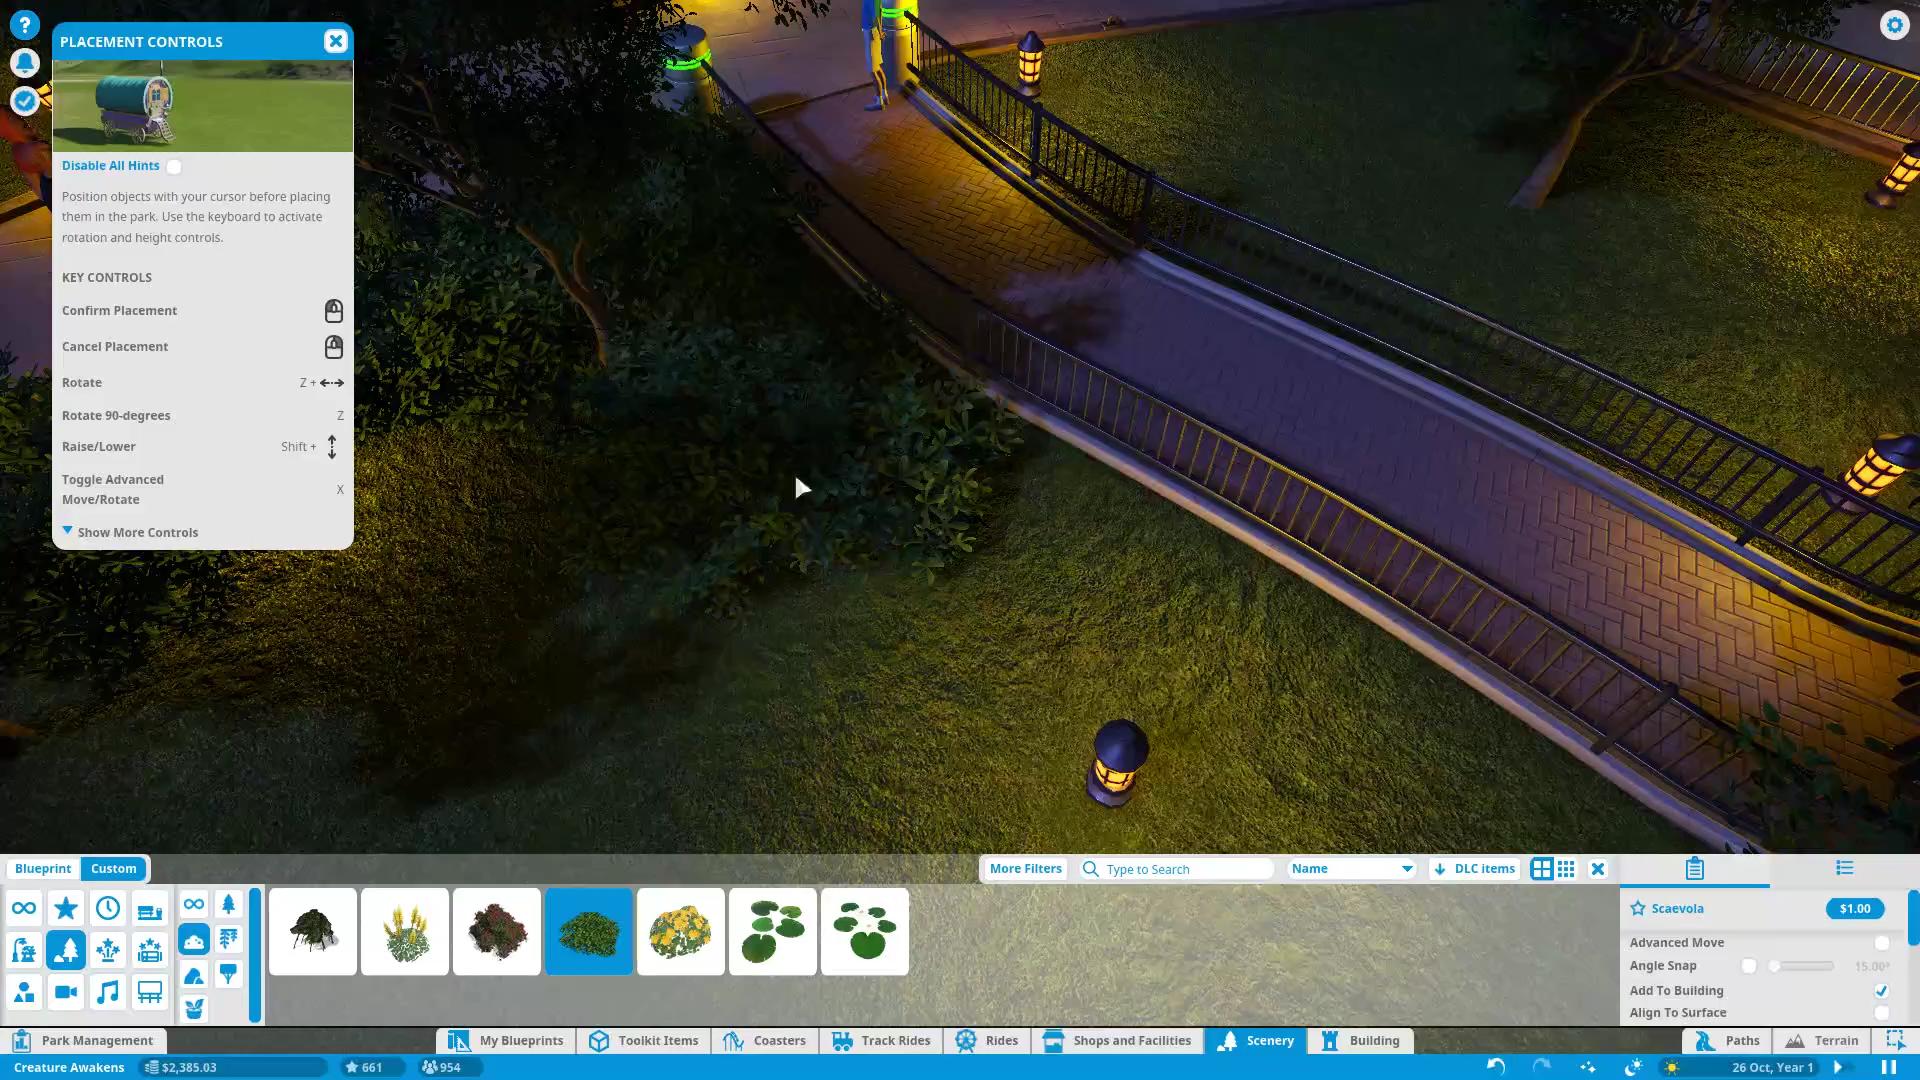 PLACEMENT CONTROLS
Disable All Hints
Position objects with your cursor before placing
them in the park. Use the keyboard to activate
rotation and height controls.
KEY CONTROLS
Confirm Placement
Cancel Placement
Rotate Z +
Rotate 90-degrees Z
Raise/Lower Shift +
Toggle Advanced
Move/Rotate X
Show More Controls
Blueprint Custom
More Filters Type to Search Name DLC items
Scaevola $1.00
Advanced Move
Angle Snap 15.00°
Add To Building
Align To Surface
Park Management My Blueprints Toolkit Items Coasters Track Rides Rides Shops and Facilities Scenery Building Paths Terrain
Creature Awakens $2,385.03 661 954 26 Oct, Year 1